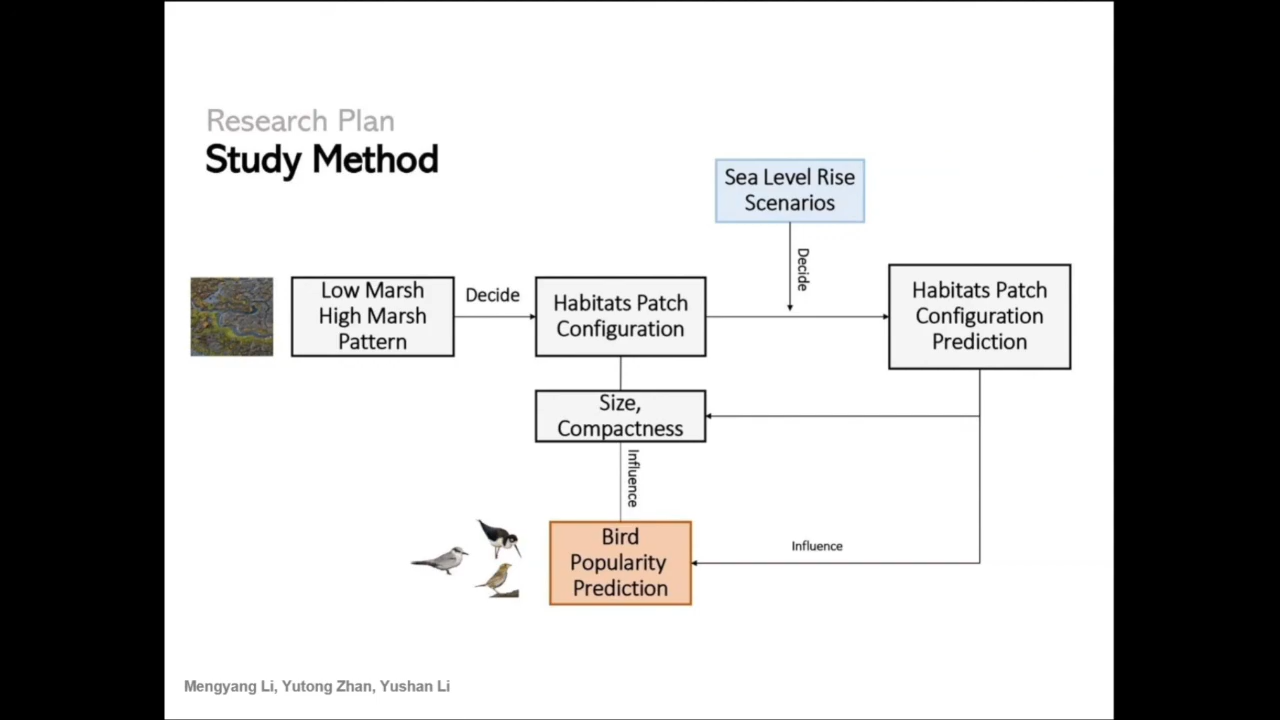 Research Plan
Study Method
Sea Level Rise
Scenarios
Decide
Low Marsh
High Marsh
Pattern
Decide
Habitats Patch
Configuration
Habitats Patch
Configuration
Prediction
Size,
Compactness
Influence
Bird
Popularity
Prediction
Influence
Mengyang Li, Yutong Zhan, Yushan Li